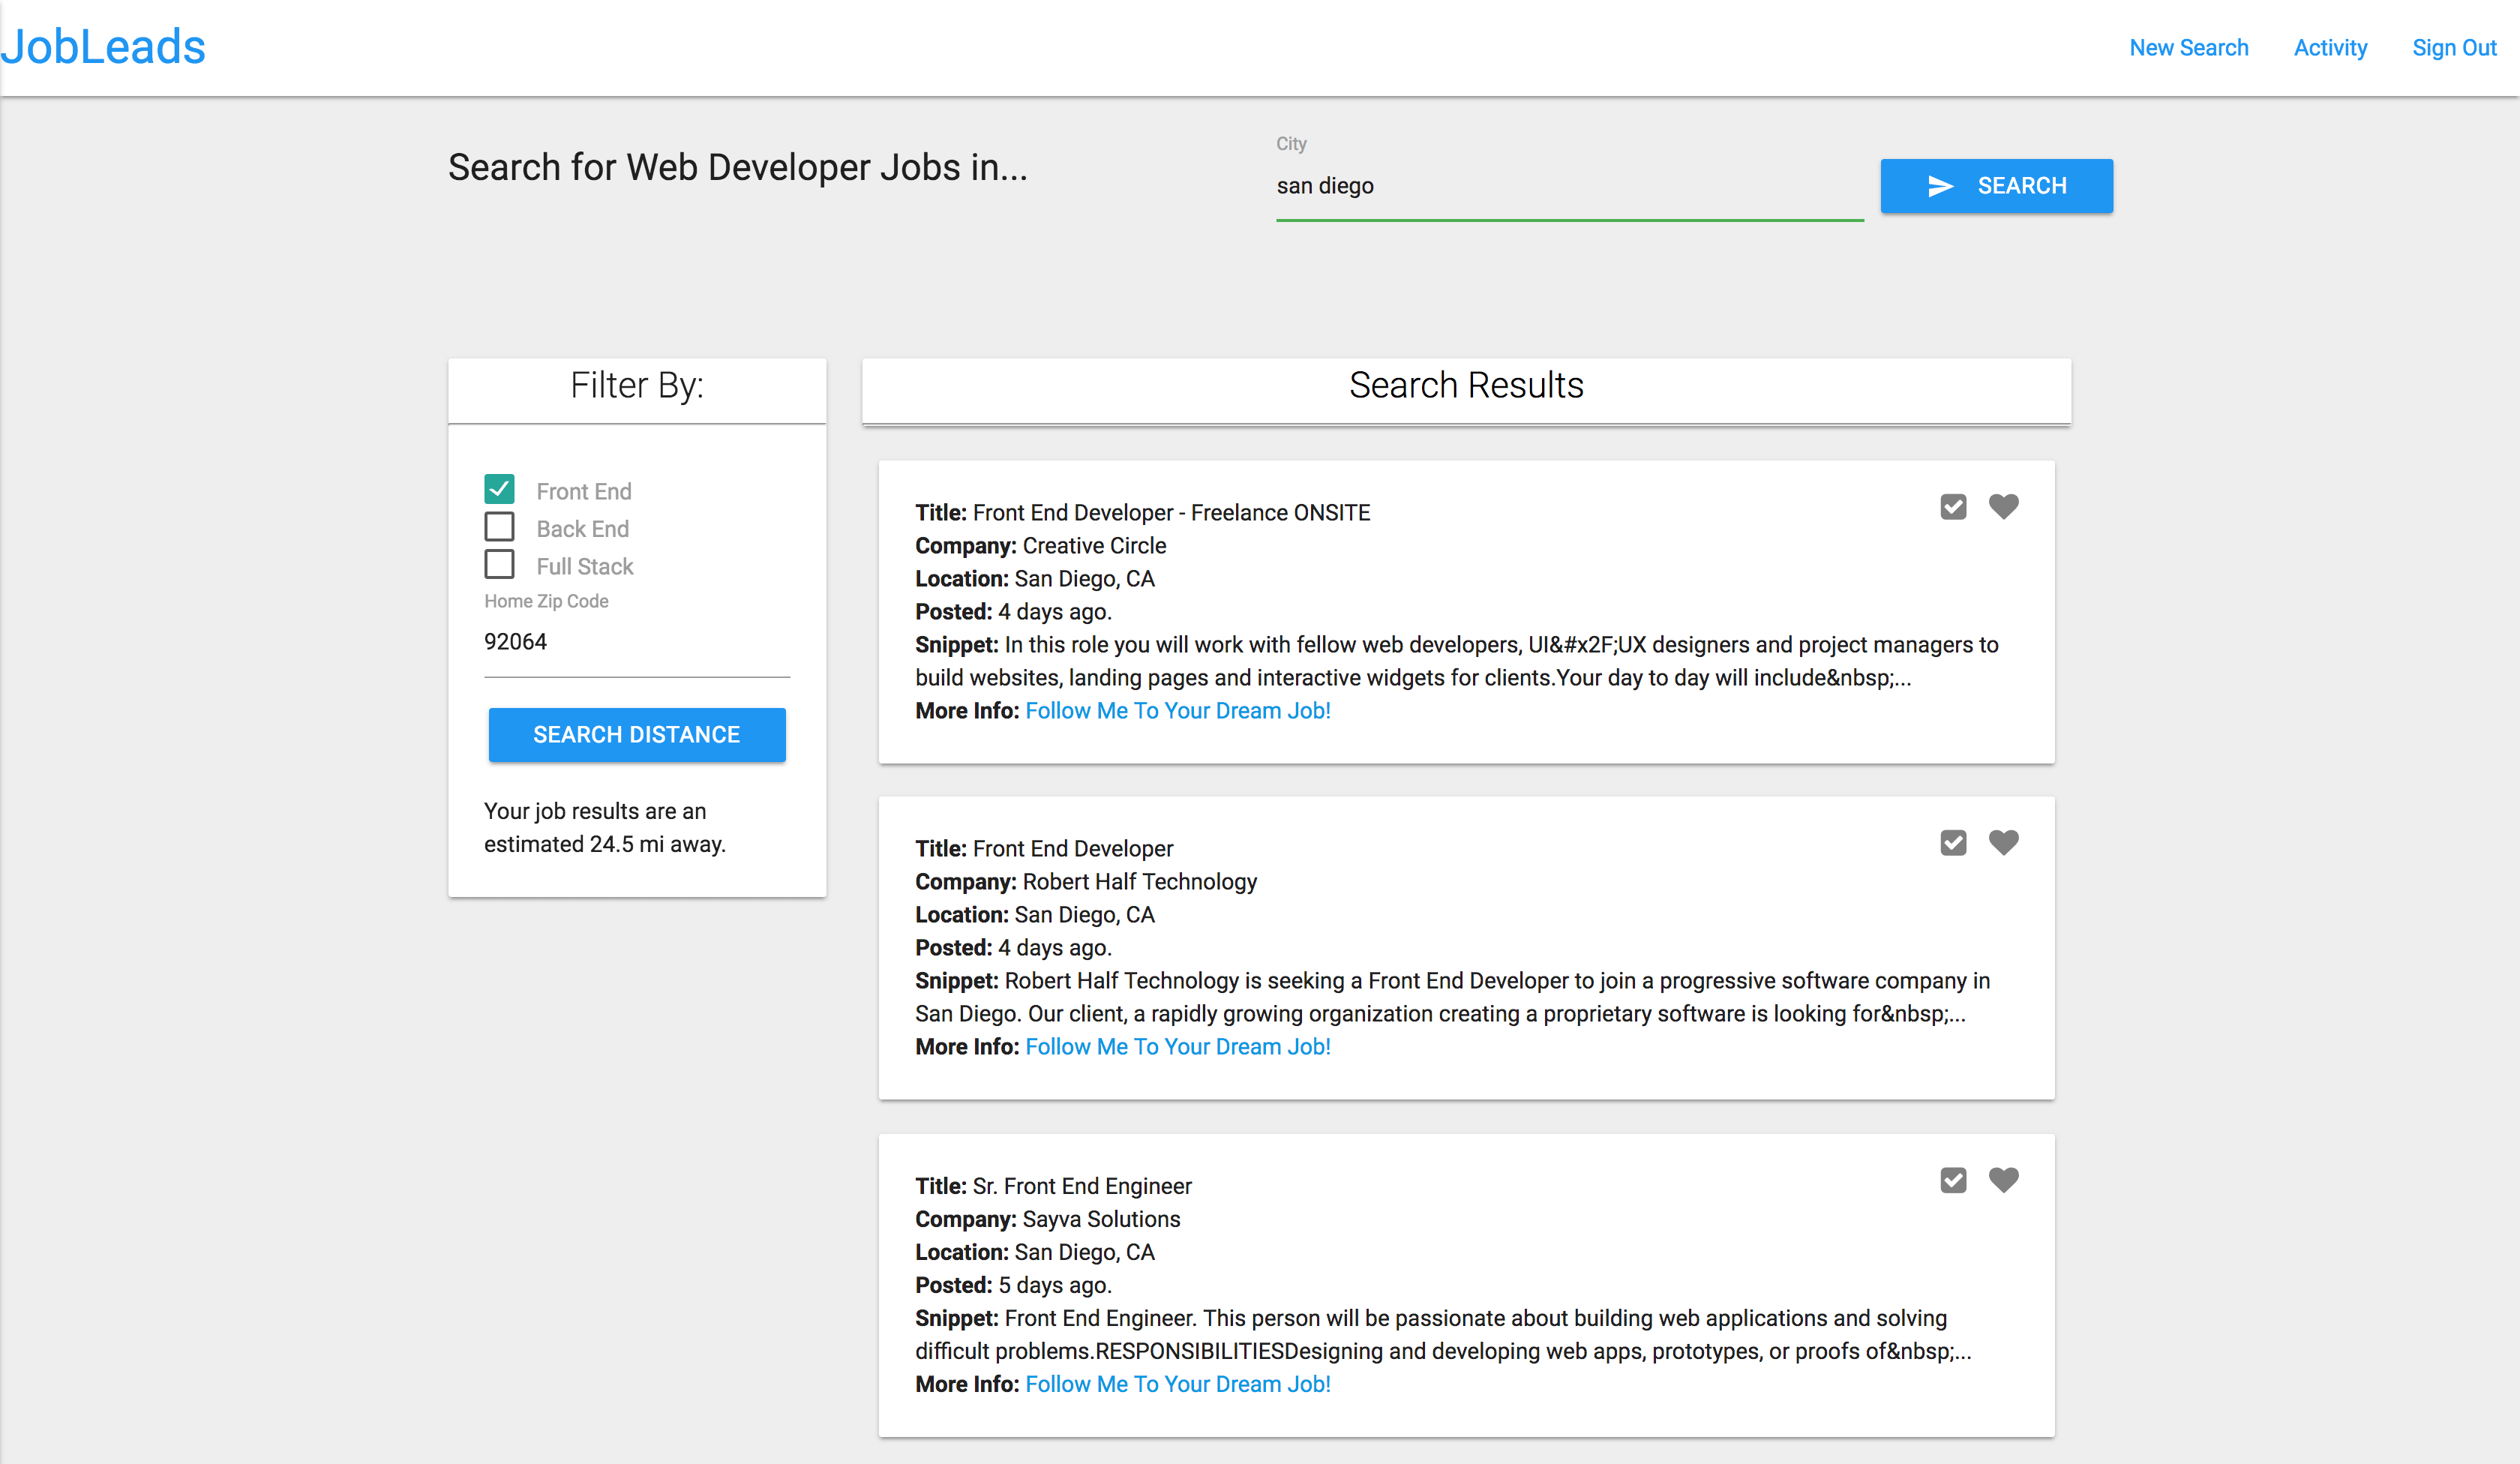 JobLeads
New Search
Activity
Sign Out
Search for Web Developer Jobs in...
City
san diego
SEARCH
Filter By:
Front End
Back End
Full Stack
Home Zip Code
92064
SEARCH DISTANCE
Your job results are an
estimated 24.5 mi away.
Search Results
Title: Front End Developer - Freelance ONSITE
Company: Creative Circle
Location: San Diego, CA
Posted: 4 days ago.
Snippet: In this role you will work with fellow web developers, UI&#x2F;UX designers and project managers to
build websites, landing pages and interactive widgets for clients.Your day to day will include&nbsp;...
More Info: Follow Me To Your Dream Job!
Title: Front End Developer
Company: Robert Half Technology
Location: San Diego, CA
Posted: 4 days ago.
Snippet: Robert Half Technology is seeking a Front End Developer to join a progressive software company in
San Diego. Our client, a rapidly growing organization creating a proprietary software is looking for&nbsp;...
More Info: Follow Me To Your Dream Job!
Title: Sr. Front End Engineer
Company: Sayva Solutions
Location: San Diego, CA
Posted: 5 days ago.
Snippet: Front End Engineer. This person will be passionate about building web applications and solving
difficult problems.RESPONSIBILITIESDesigning and developing web apps, prototypes, or proofs of&nbsp;...
More Info: Follow Me To Your Dream Job!